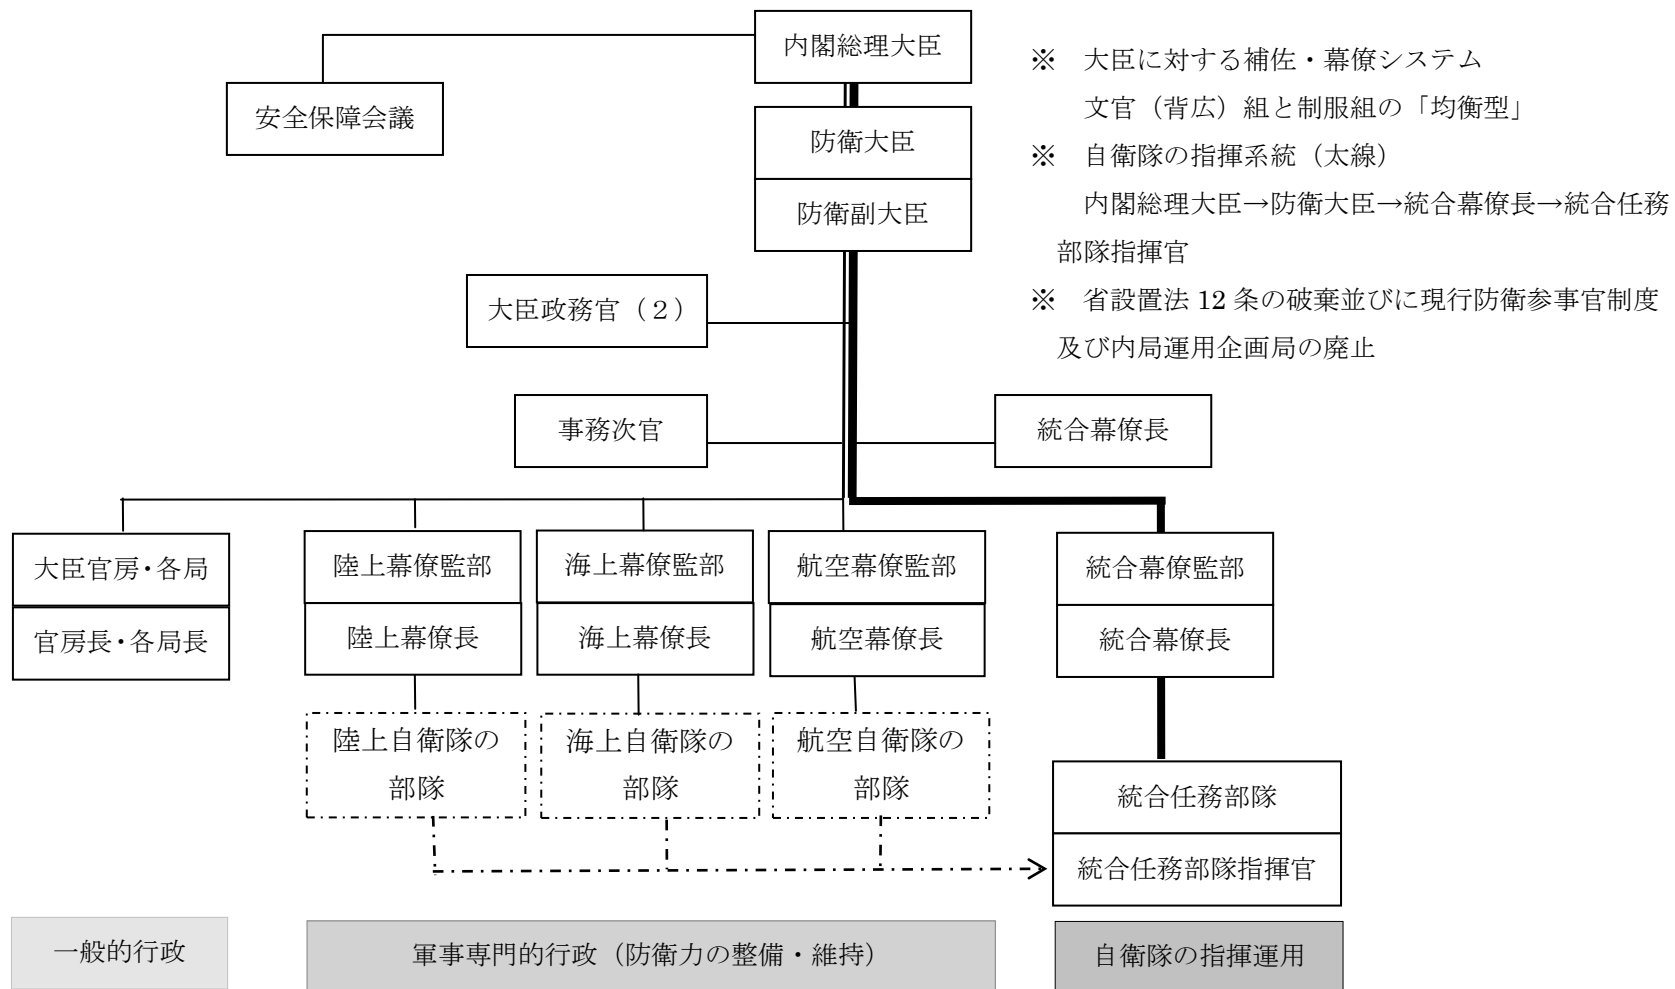 内閣総理大臣
安全保障会議
防衛大臣
防衛副大臣
※　大臣に対する補佐・幕僚システム
文官（背広）組と制服組の「均衡型」
※　自衛隊の指揮系統（太線）
内閣総理大臣→防衛大臣→統合幕僚長→統合任務
部隊指揮官
※　省設置法 12 条の破棄並びに現行防衛参事官制度
及び内局運用企画局の廃止
大臣政務官（２）
事務次官
統合幕僚長
大臣官房・各局
官房長・各局長
陸上幕僚監部
陸上幕僚長
海上幕僚監部
海上幕僚長
航空幕僚監部
航空幕僚長
統合幕僚監部
統合幕僚長
陸上自衛隊の
部隊
海上自衛隊の
部隊
航空自衛隊の
部隊
統合任務部隊
統合任務部隊指揮官
一般的行政
軍事専門的行政（防衛力の整備・維持）
自衛隊の指揮運用